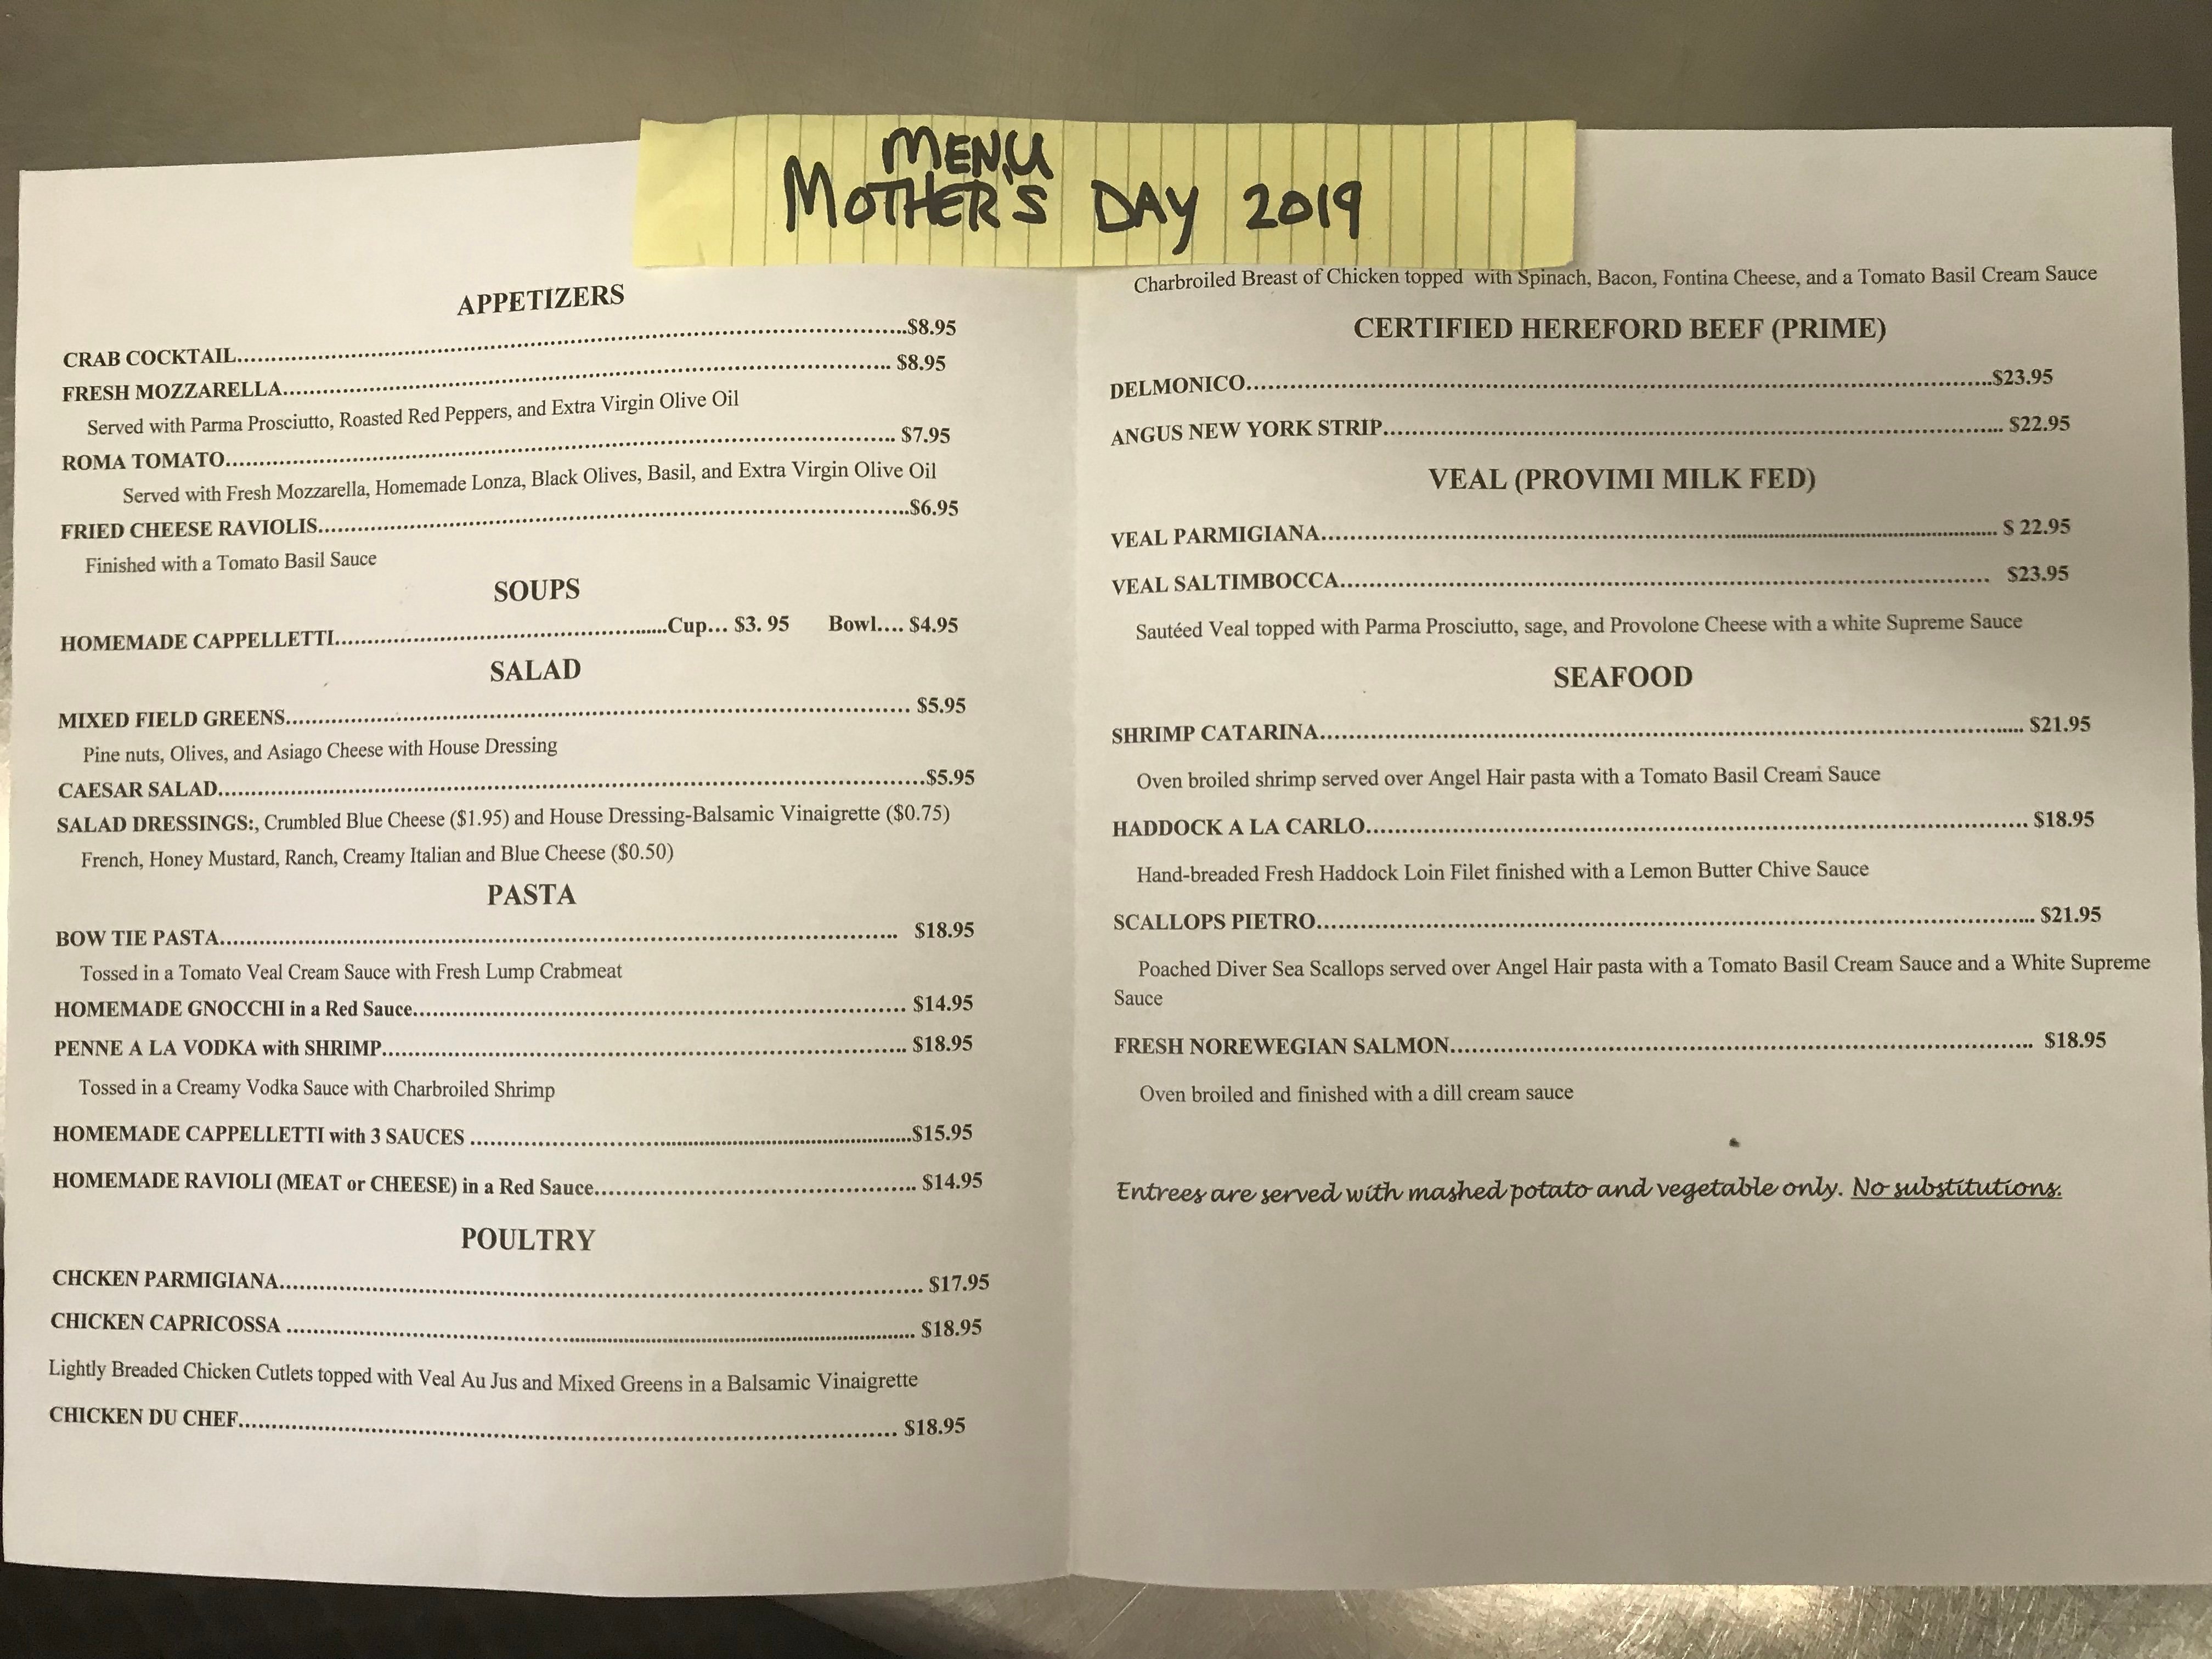 MENU
MOTHER'S DAY 2019
APPETIZERS
CRAB COCKTAIL........$8.95
FRESH MOZZARELLA........ $8.95
Served with Parma Prosciutto, Roasted Red Peppers, and Extra Virgin Olive Oil
ROMA TOMATO........ $7.95
Served with Fresh Mozzarella, Homemade Lonza, Black Olives, Basil, and Extra Virgin Olive Oil
FRIED CHEESE RAVIOLIS........$6.95
Finished with a Tomato Basil Sauce
SOUPS
HOMEMADE CAPPELLETTI........Cup... $3. 95 Bowl.... $4.95
SALAD
MIXED FIELD GREENS........ $5.95
Pine nuts, Olives, and Asiago Cheese with House Dressing
CAESAR SALAD........$5.95
SALAD DRESSINGS:, Crumbled Blue Cheese ($1.95) and House Dressing-Balsamic Vinaigrette ($0.75)
French, Honey Mustard, Ranch, Creamy Italian and Blue Cheese ($0.50)
PASTA
BOW TIE PASTA........ $18.95
Tossed in a Tomato Veal Cream Sauce with Fresh Lump Crabmeat
HOMEMADE GNOCCHI in a Red Sauce........ $14.95
PENNE A LA VODKA with SHRIMP........ $18.95
Tossed in a Creamy Vodka Sauce with Charbroiled Shrimp
HOMEMADE CAPPELLETTI with 3 SAUCES ........$15.95
HOMEMADE RAVIOLI (MEAT or CHEESE) in a Red Sauce........ $14.95
POULTRY
CHCKEN PARMIGIANA........ $17.95
CHICKEN CAPRICOSSA ........ $18.95
Lightly Breaded Chicken Cutlets topped with Veal Au Jus and Mixed Greens in a Balsamic Vinaigrette
CHICKEN DU CHEF........ $18.95
Charbroiled Breast of Chicken topped with Spinach, Bacon, Fontina Cheese, and a Tomato Basil Cream Sauce
CERTIFIED HEREFORD BEEF (PRIME)
DELMONICO........$23.95
ANGUS NEW YORK STRIP........ $22.95
VEAL (PROVIMI MILK FED)
VEAL PARMIGIANA........ $ 22.95
VEAL SALTIMBOCCA........ $23.95
Sautéed Veal topped with Parma Prosciutto, sage, and Provolone Cheese with a white Supreme Sauce
SEAFOOD
SHRIMP CATARINA........ $21.95
Oven broiled shrimp served over Angel Hair pasta with a Tomato Basil Cream Sauce
HADDOCK A LA CARLO........ $18.95
Hand-breaded Fresh Haddock Loin Filet finished with a Lemon Butter Chive Sauce
SCALLOPS PIETRO........ $21.95
Poached Diver Sea Scallops served over Angel Hair pasta with a Tomato Basil Cream Sauce and a White Supreme
Sauce
FRESH NOREWEGIAN SALMON........ $18.95
Oven broiled and finished with a dill cream sauce
Entrees are served with mashed potato and vegetable only. No substitutions.